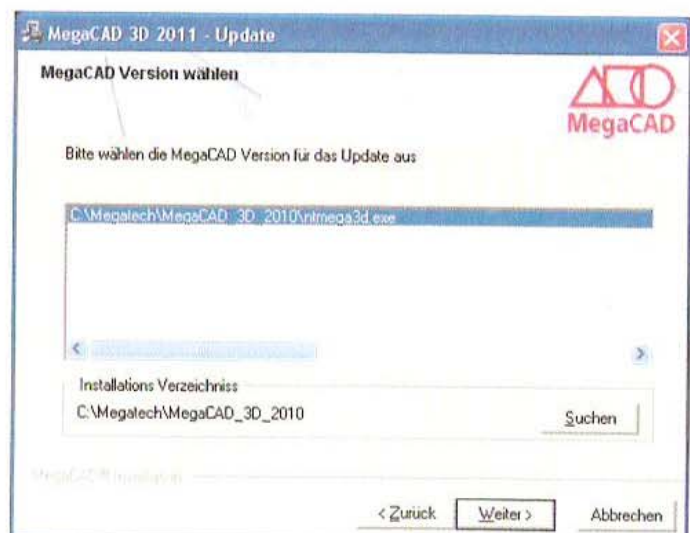 MegaCAD 3D 2011 - Update
MegaCAD Version wählen
MegaCAD
Bitte wählen die MegaCAD Version für das Update aus
C:\Megatech\MegaCAD_3D_2010\ntmega3d.exe
Installations Verzeichniss
C:\Megatech\MegaCAD_3D_2010
Suchen
< Zurück
Weiter >
Abbrechen